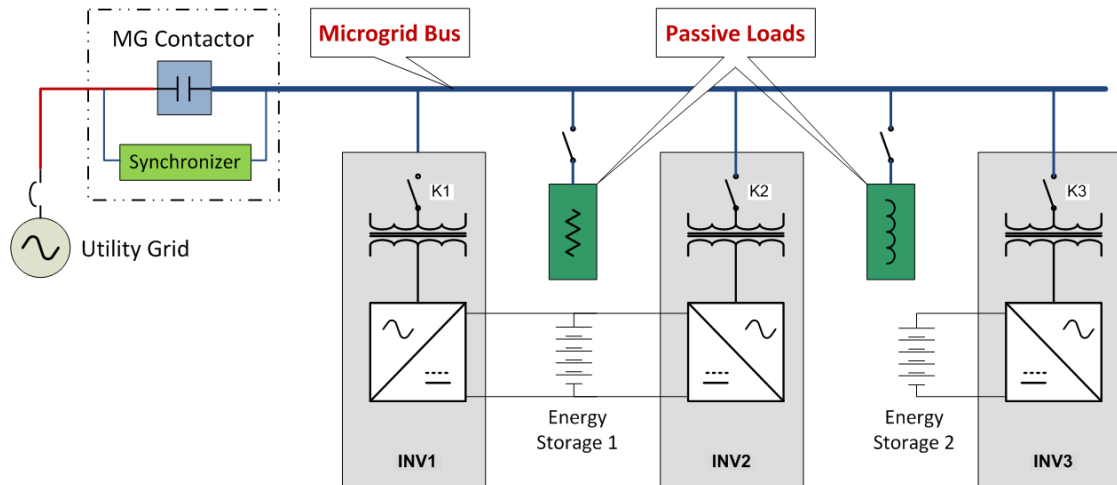 MG Contactor
Microgrid Bus
Passive Loads
Synchronizer
Utility Grid
K1
K2
K3
Energy
Storage 1
Energy
Storage 2
INV1
INV2
INV3